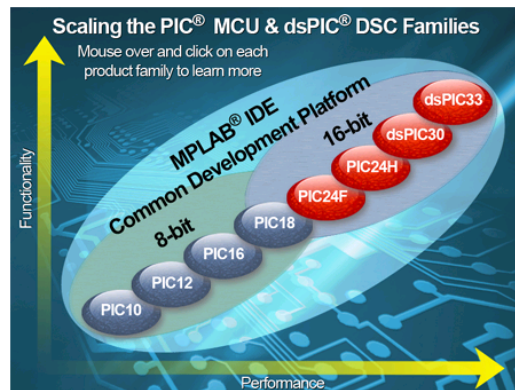 Scaling the PIC® MCU & dsPIC® DSC Families
Mouse over and click on each
product family to learn more
MPLAB® IDE
Common Development Platform
16-bit
8-bit
dsPIC33
dsPIC30
PIC24H
PIC24F
PIC18
PIC16
PIC12
PIC10
Functionality
Performance